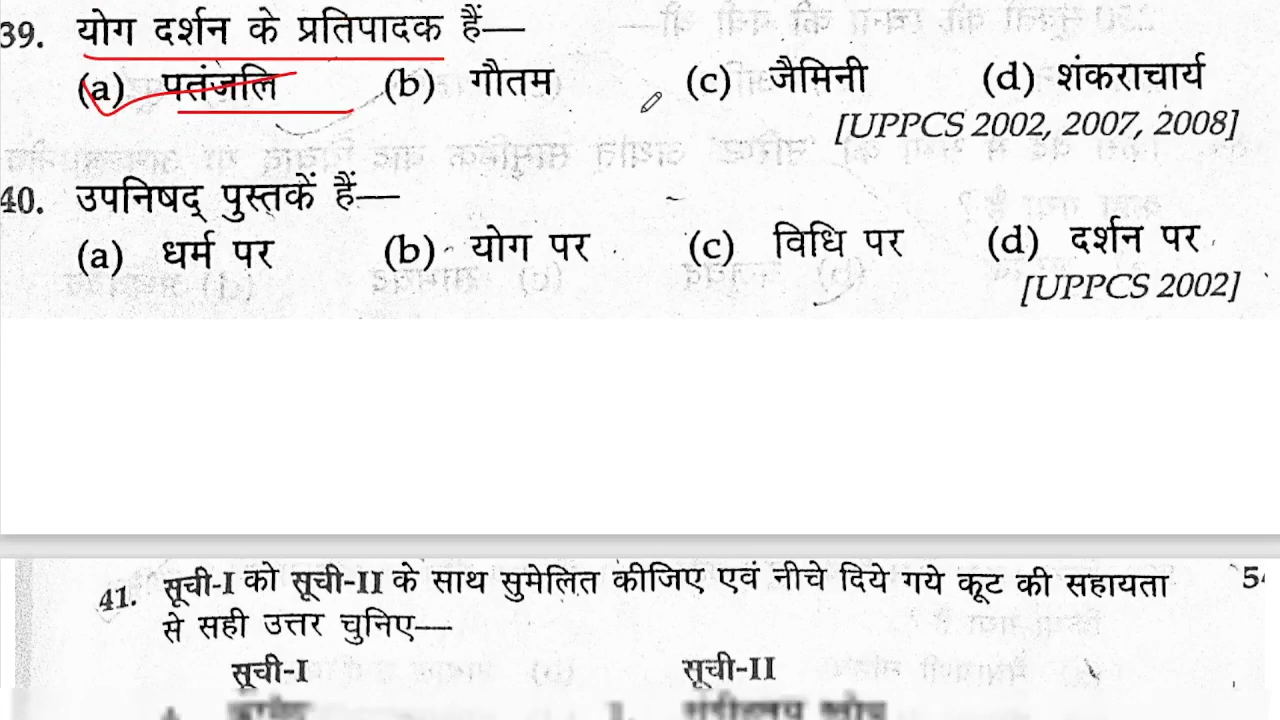 39. योग दर्शन के प्रतिपादक हैं—
(a) पतंजलि (b) गौतम (c) जैमिनी (d) शंकराचार्य
[UPPCS 2002, 2007, 2008]
40. उपनिषद् पुस्तकें हैं—
(a) धर्म पर (b) योग पर (c) विधि पर (d) दर्शन पर
[UPPCS 2002]
41. सूची-I को सूची-II के साथ सुमेलित कीजिए एवं नीचे दिये गये कूट की सहायता
से सही उत्तर चुनिए—
सूची-I सूची-II